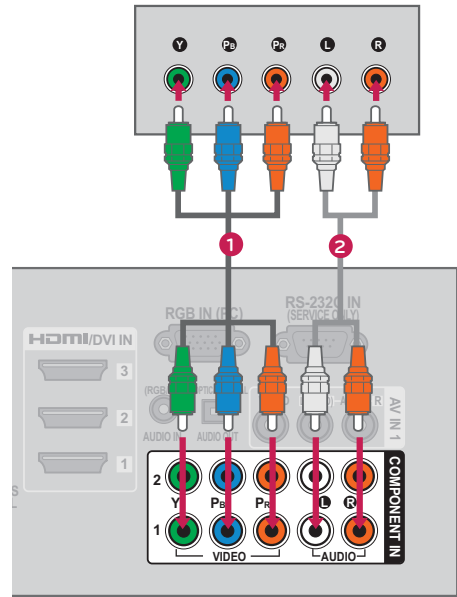 Y PB PR L R
1 2
RGB IN (PC)
RS-232C IN
(SERVICE ONLY)
HDMI/DVI IN
3
2
1
(RGB
AUDIO IN
AUDIO OUT
R
AV IN 1
2
Y PB PR L R
1
VIDEO
AUDIO
COMPONENT IN
S